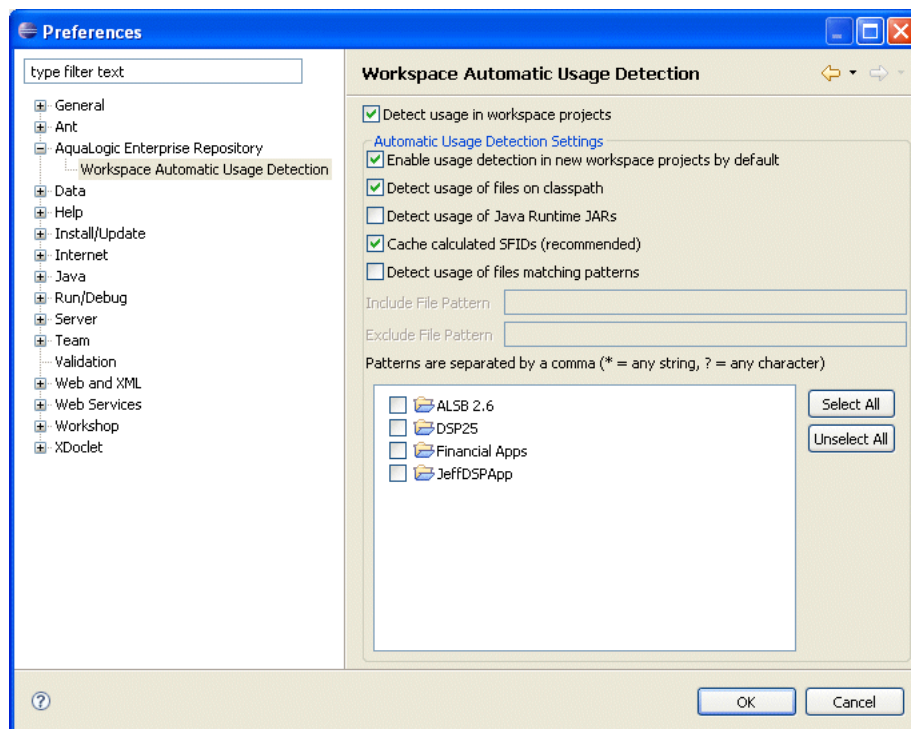 Preferences
type filter text
General
Ant
AquaLogic Enterprise Repository
Workspace Automatic Usage Detection
Data
Help
Install/Update
Internet
Java
Run/Debug
Server
Team
Validation
Web and XML
Web Services
Workshop
XDoclet
Workspace Automatic Usage Detection
Detect usage in workspace projects
Automatic Usage Detection Settings
Enable usage detection in new workspace projects by default
Detect usage of files on classpath
Detect usage of Java Runtime JARs
Cache calculated SFIDs (recommended)
Detect usage of files matching patterns
Include File Pattern
Exclude File Pattern
Patterns are separated by a comma (* = any string, ? = any character)
ALSB 2.6
DSP25
Financial Apps
JeffDSPApp
Select All
Unselect All
?
OK
Cancel